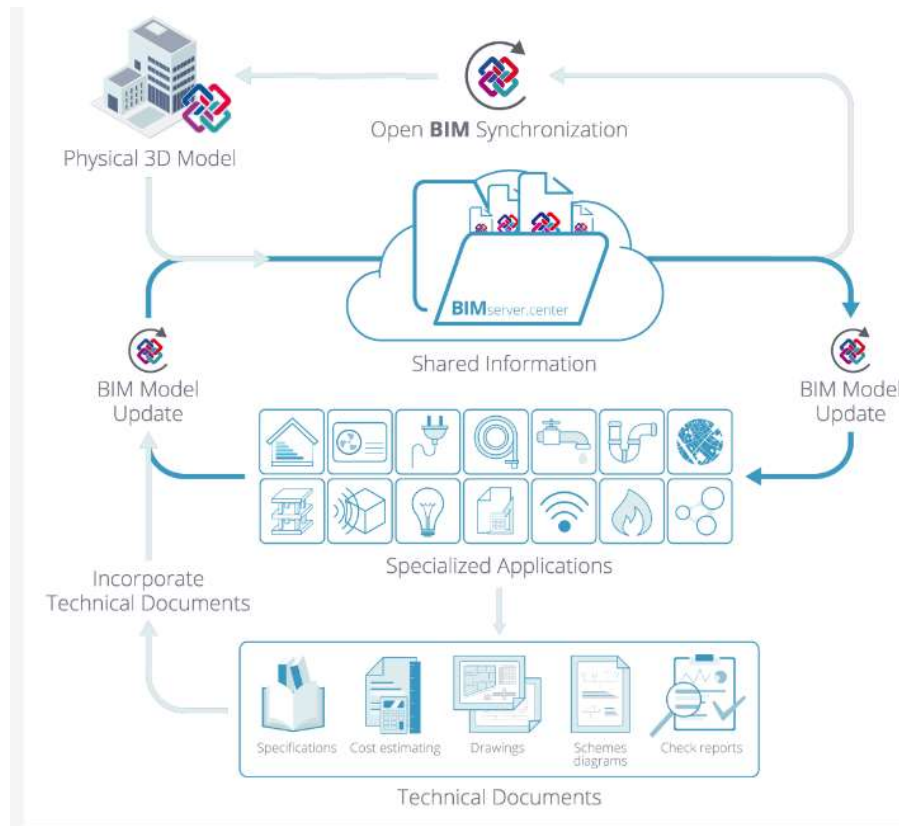 Open BIM Synchronization
Physical 3D Model
BIMserver.center
Shared Information
BIM Model
Update
BIM Model
Update
Specialized Applications
Incorporate
Technical Documents
Specifications
Cost estimating
Drawings
Schemes
diagrams
Check reports
Technical Documents